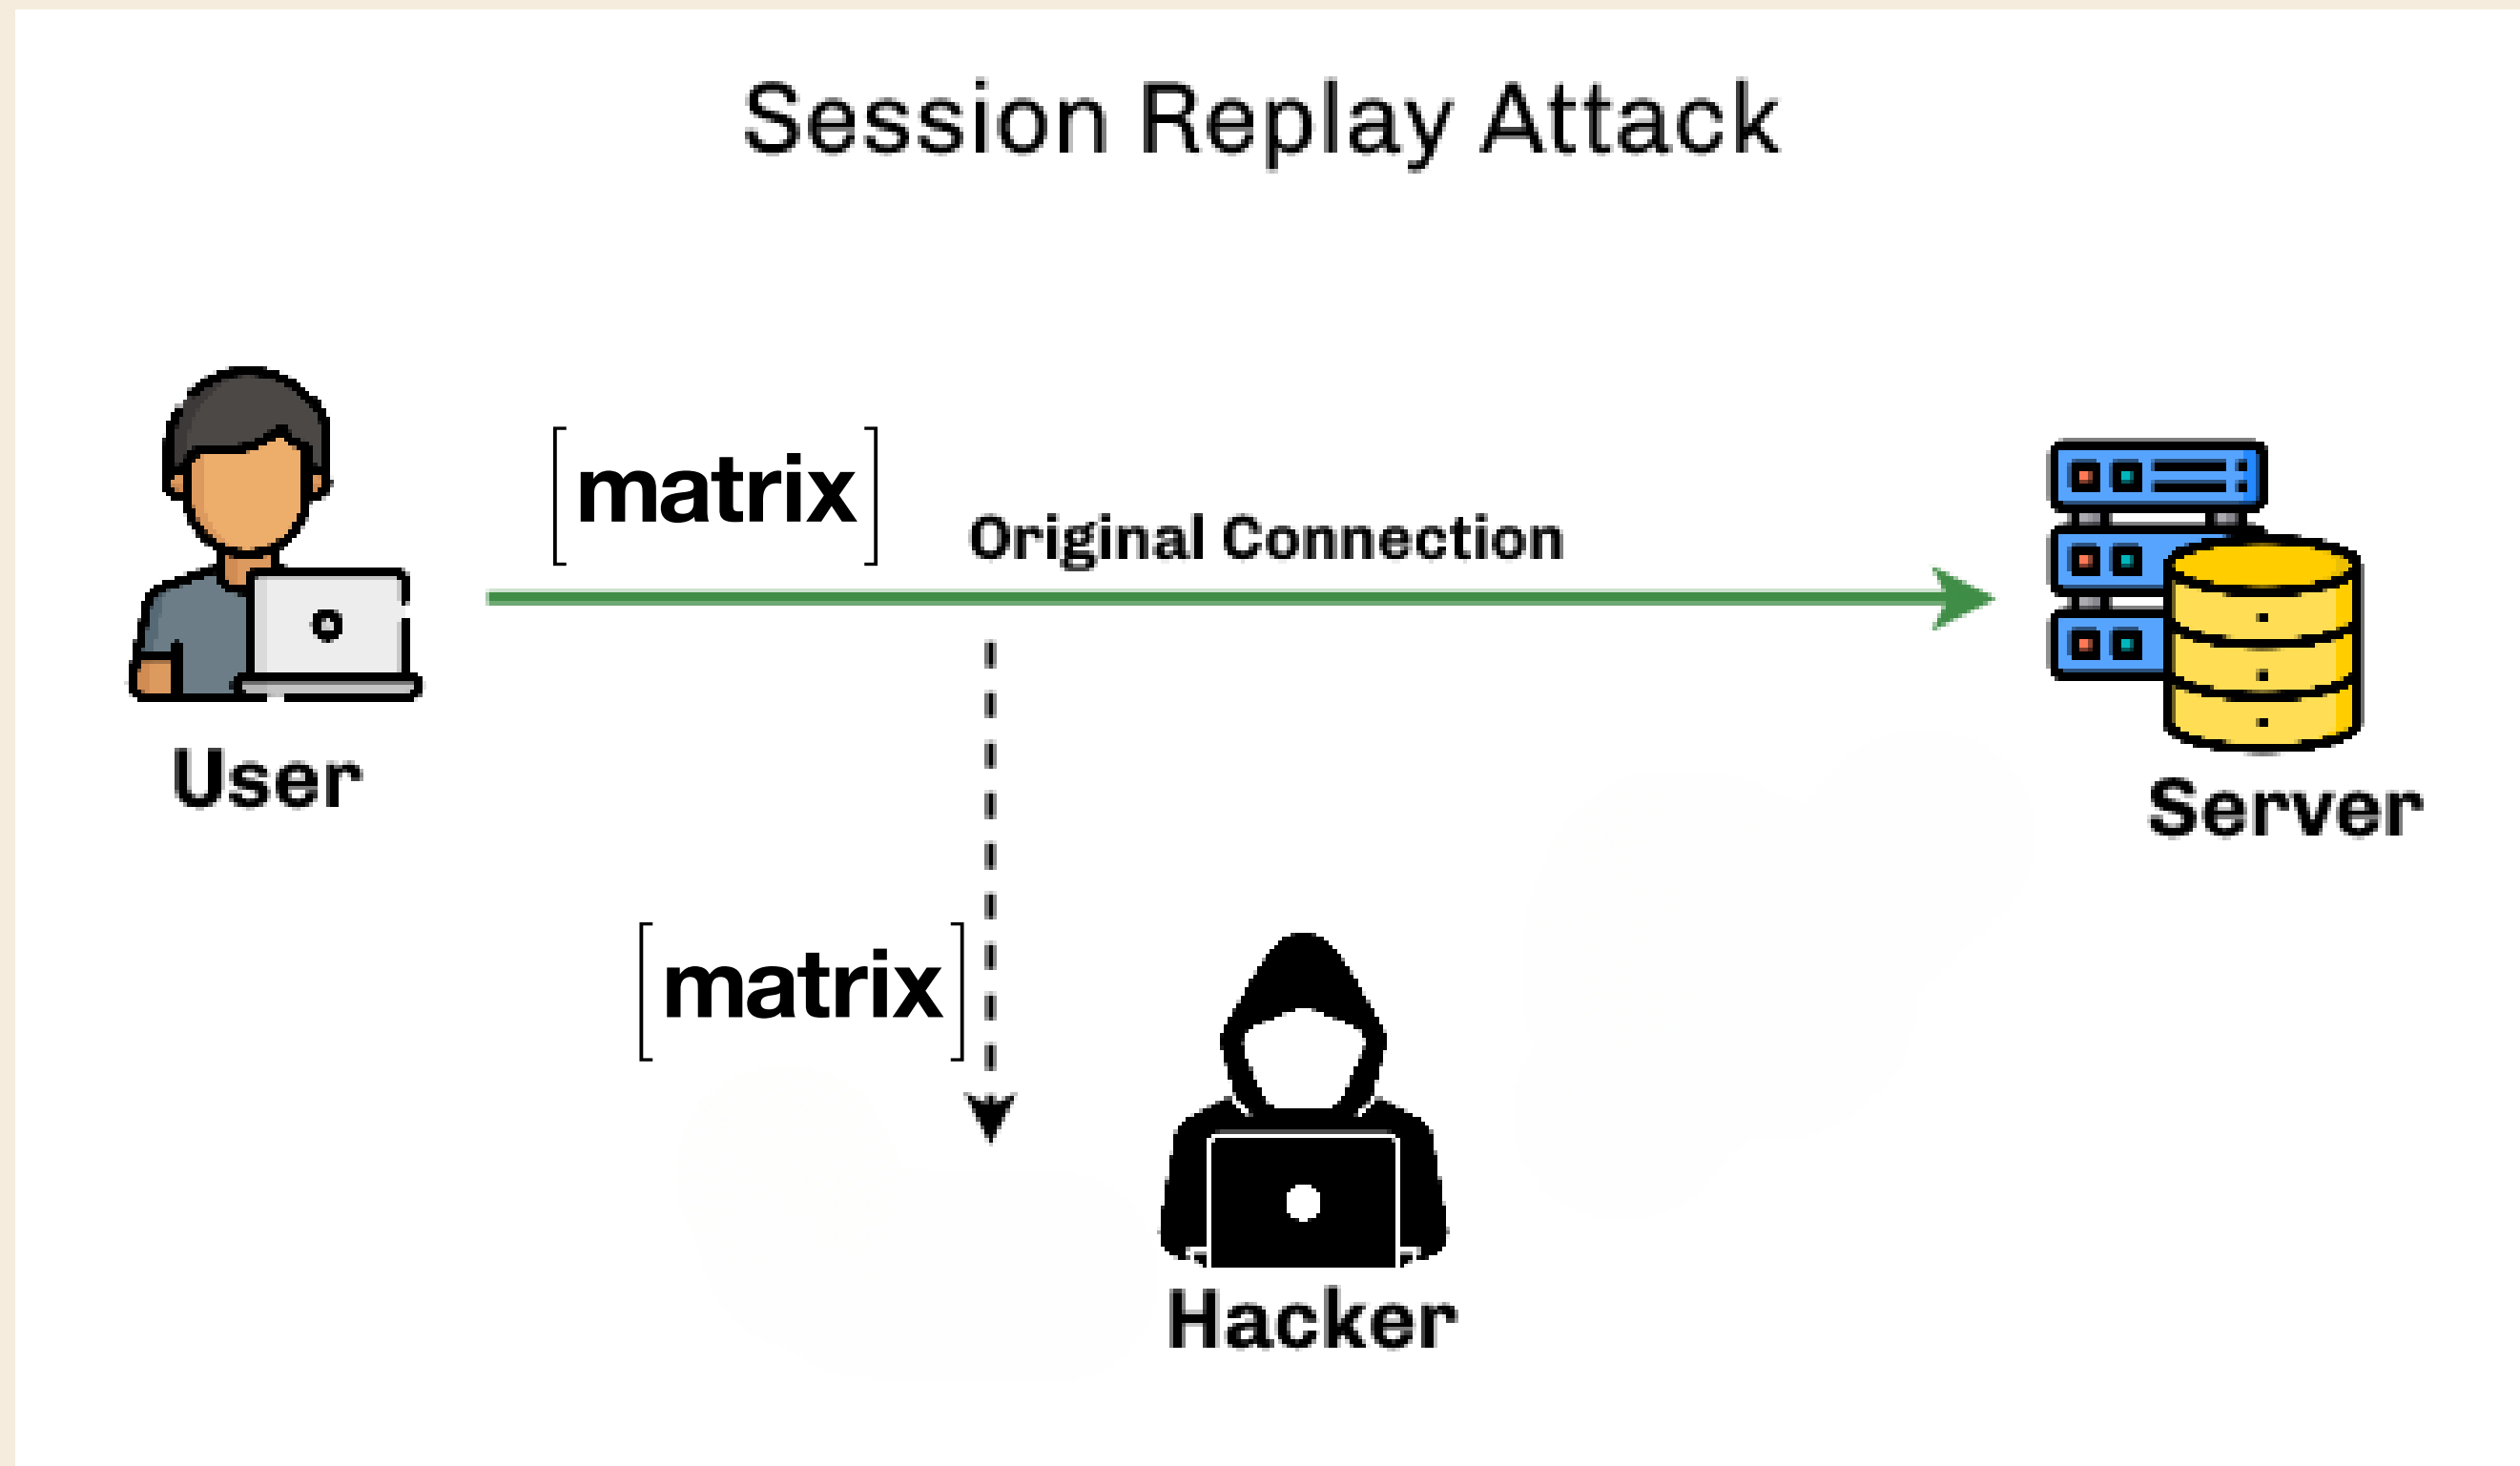 Session Replay Attack
[matrix]
Original Connection
User
Server
[matrix]
Hacker